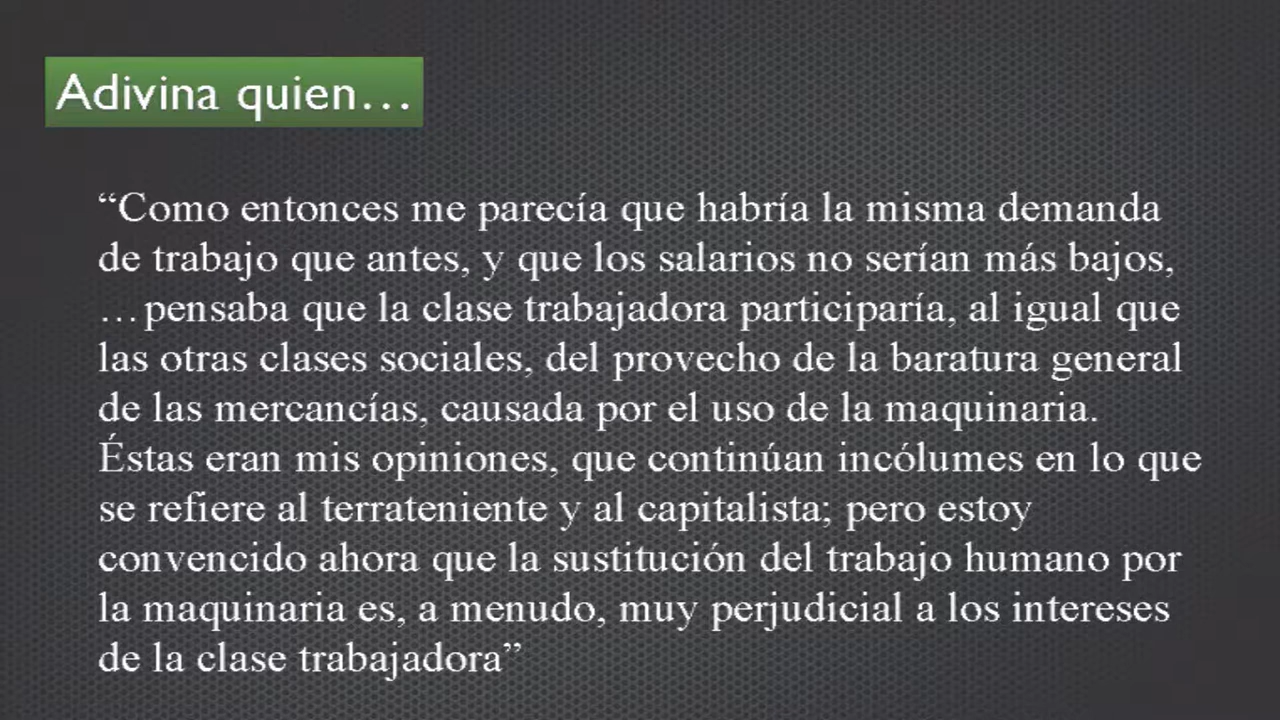 Adivina quien…
“Como entonces me parecía que habría la misma demanda
de trabajo que antes, y que los salarios no serían más bajos,
…pensaba que la clase trabajadora participaría, al igual que
las otras clases sociales, del provecho de la baratura general
de las mercancías, causada por el uso de la maquinaria.
Éstas eran mis opiniones, que continúan incólumes en lo que
se refiere al terrateniente y al capitalista; pero estoy
convencido ahora que la sustitución del trabajo humano por
la maquinaria es, a menudo, muy perjudicial a los intereses
de la clase trabajadora”